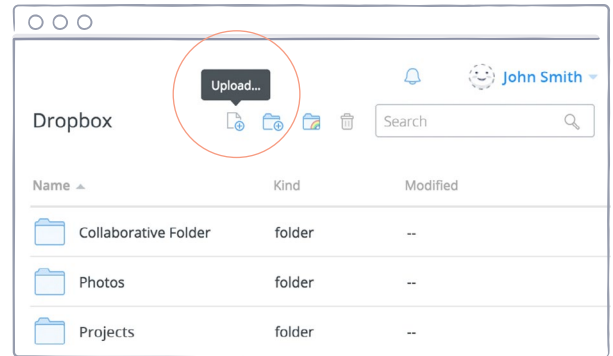 John Smith
Upload...
Dropbox
Search
Name Kind Modified
Collaborative Folder folder --
Photos folder --
Projects folder --